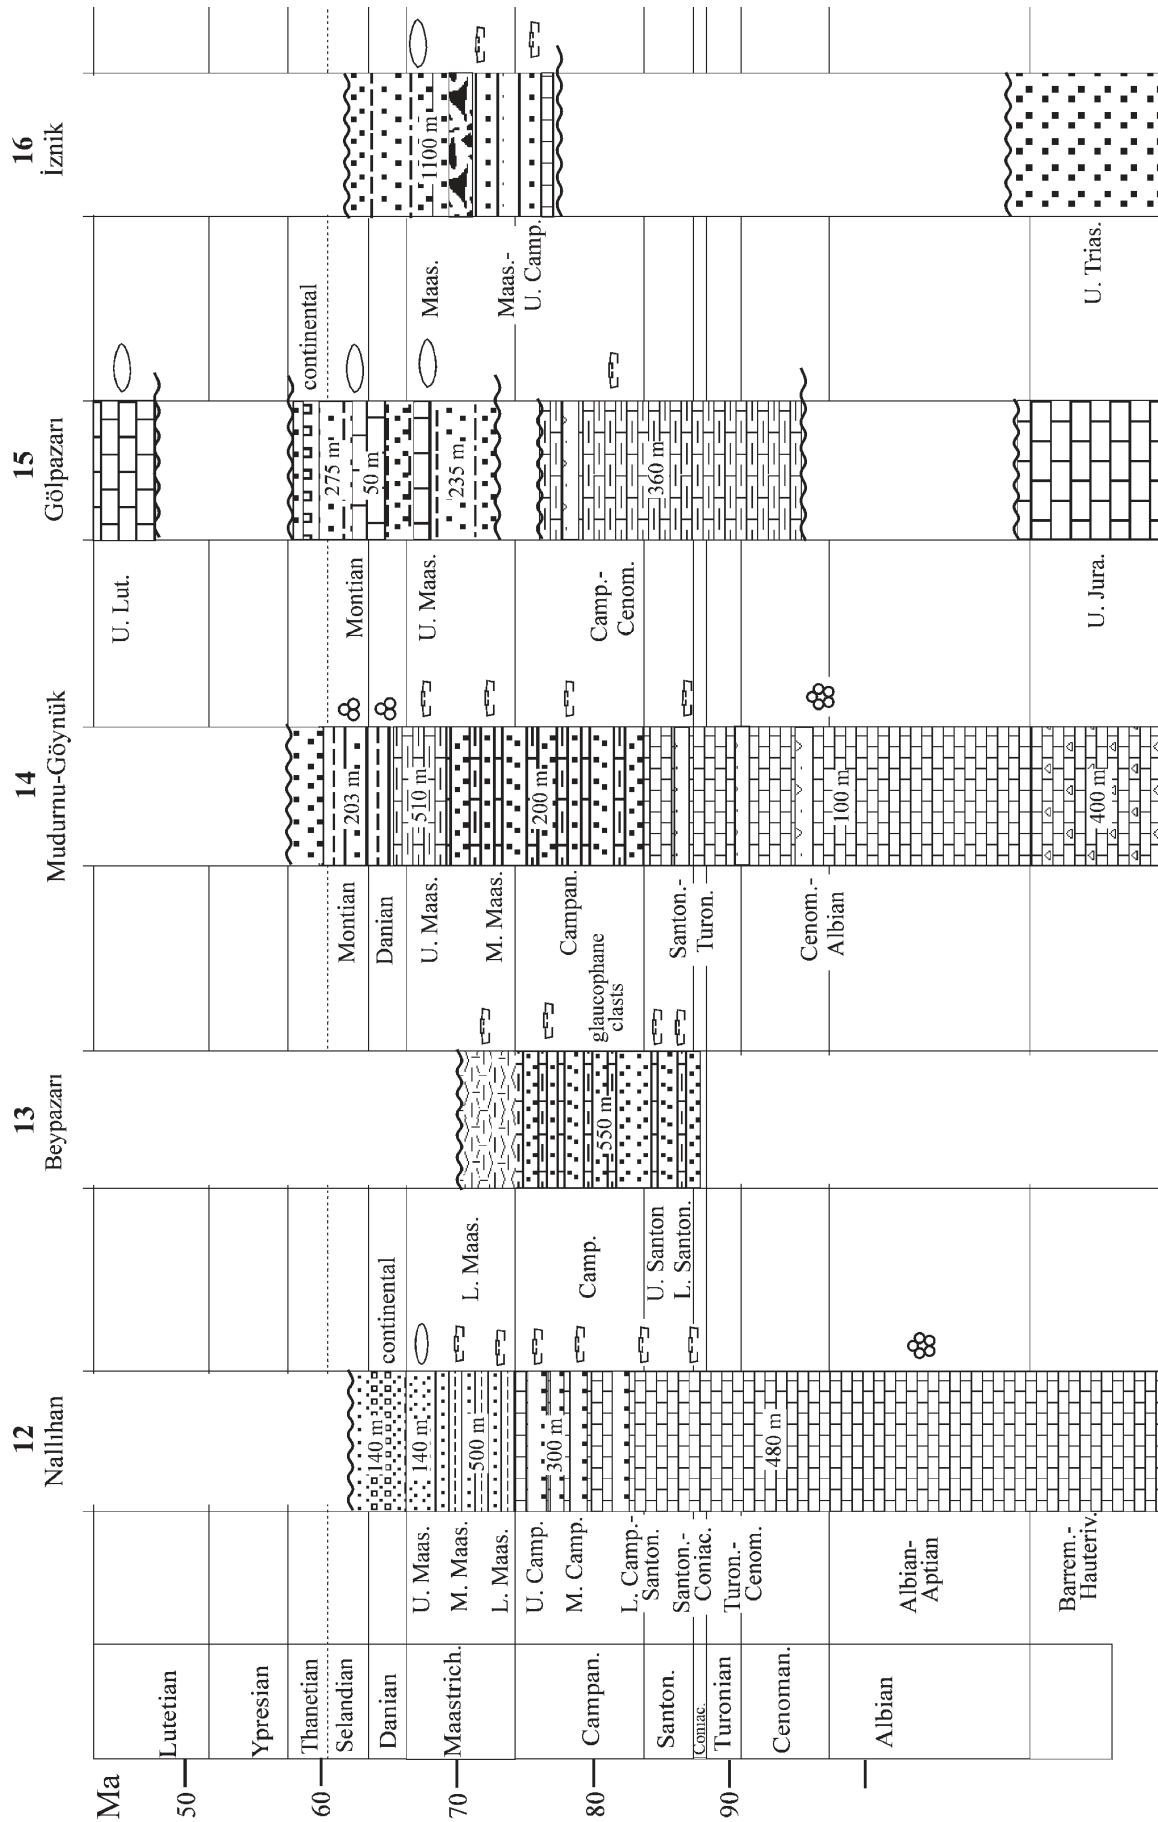 Ma
50
60
70
80
90
Lutetian
Ypresian
Thanetian
Selandian
Danian
Maastrich.
Campan.
Santon.
Coniac.
Turonian
Cenoman.
Albian
12
Nallıhan
U. Maas.
M. Maas.
L. Maas.
U. Camp.
M. Camp.
L. Camp.-
Santon.
Santon.-
Coniac.
Turon.-
Cenom.
Albian-
Aptian
Barrem.-
Hauteriv.
140 m
140 m
500 m
300 m
480 m
continental
13
Beypazarı
L. Maas.
Camp.
U. Santon
L. Santon.
550 m
glaucophane
clasts
14
Mudurnu-Göynük
Montian
Danian
U. Maas.
M. Maas.
Campan.
Santon.-
Turon.
Cenom.-
Albian
203 m
510 m
200 m
100 m
400 m
15
Gölpazarı
U. Lut.
Montian
U. Maas.
Camp.-
Cenom.
U. Jura.
275 m
50 m
235 m
360 m
continental
16
İznik
Maas.
Maas.-
U. Camp.
U. Trias.
1100 m